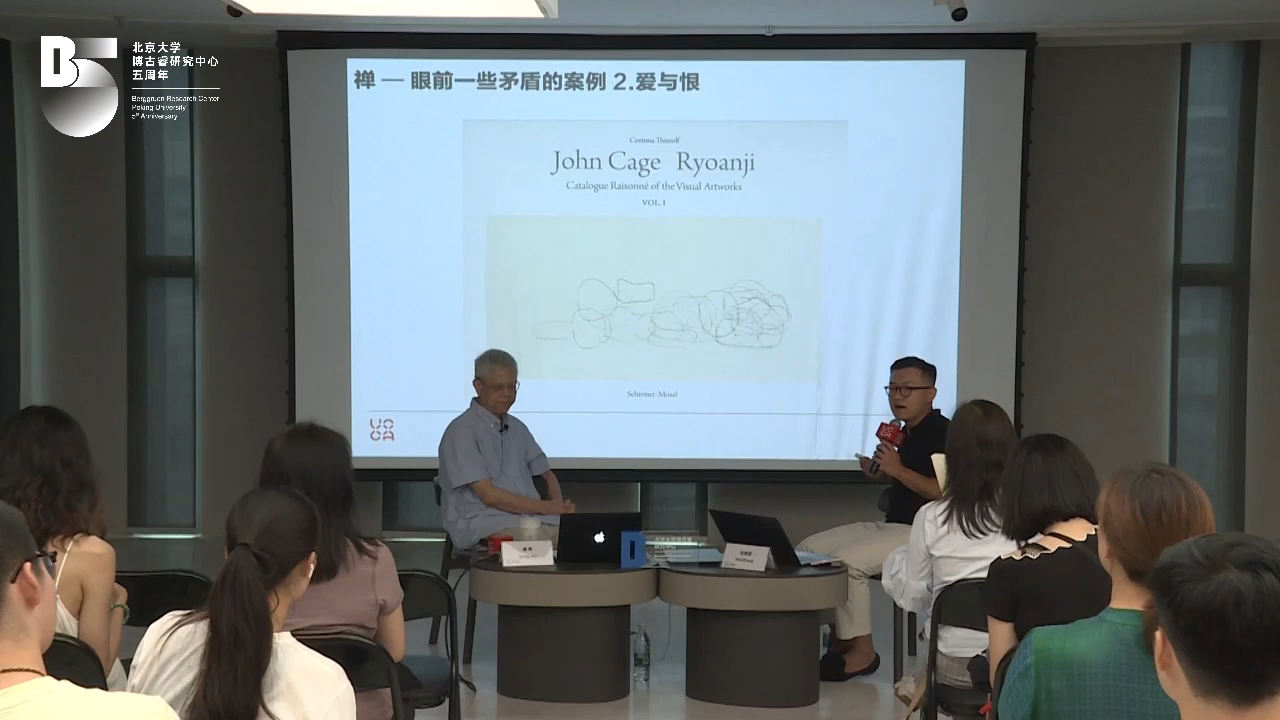 北京大学
博古睿研究中心
五周年
Berggruen Research Center
Peking University
5th Anniversary
禅 — 眼前一些矛盾的案例 2.爱与恨
Corinna Thierolf
John Cage Ryoanji
Catalogue Raisonné of the Visual Artworks
VOL. I
Schirmer/Mosel
UC
CA